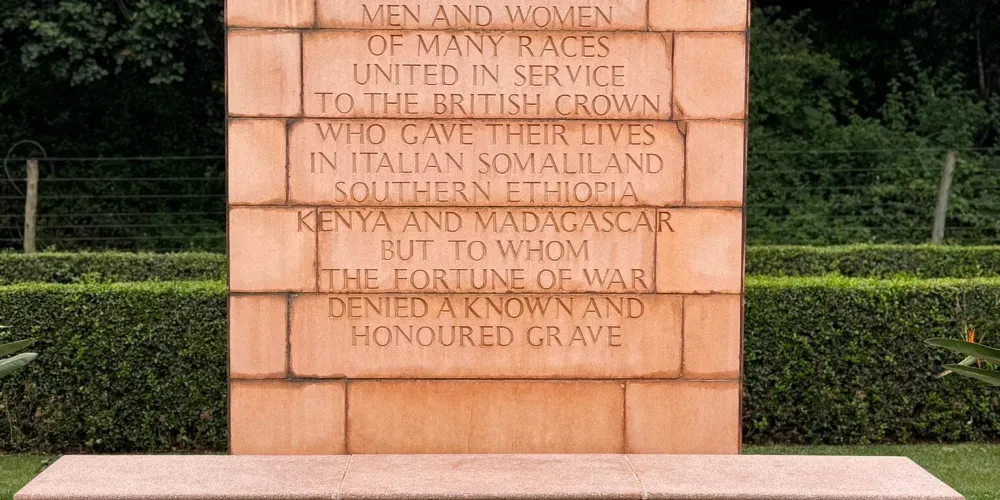 MEN AND WOMEN
OF MANY RACES
UNITED IN SERVICE
TO THE BRITISH CROWN
WHO GAVE THEIR LIVES
IN ITALIAN SOMALILAND
SOUTHERN ETHIOPIA
KENYA AND MADAGASCAR
BUT TO WHOM
THE FORTUNE OF WAR
DENIED A KNOWN AND
HONOURED GRAVE